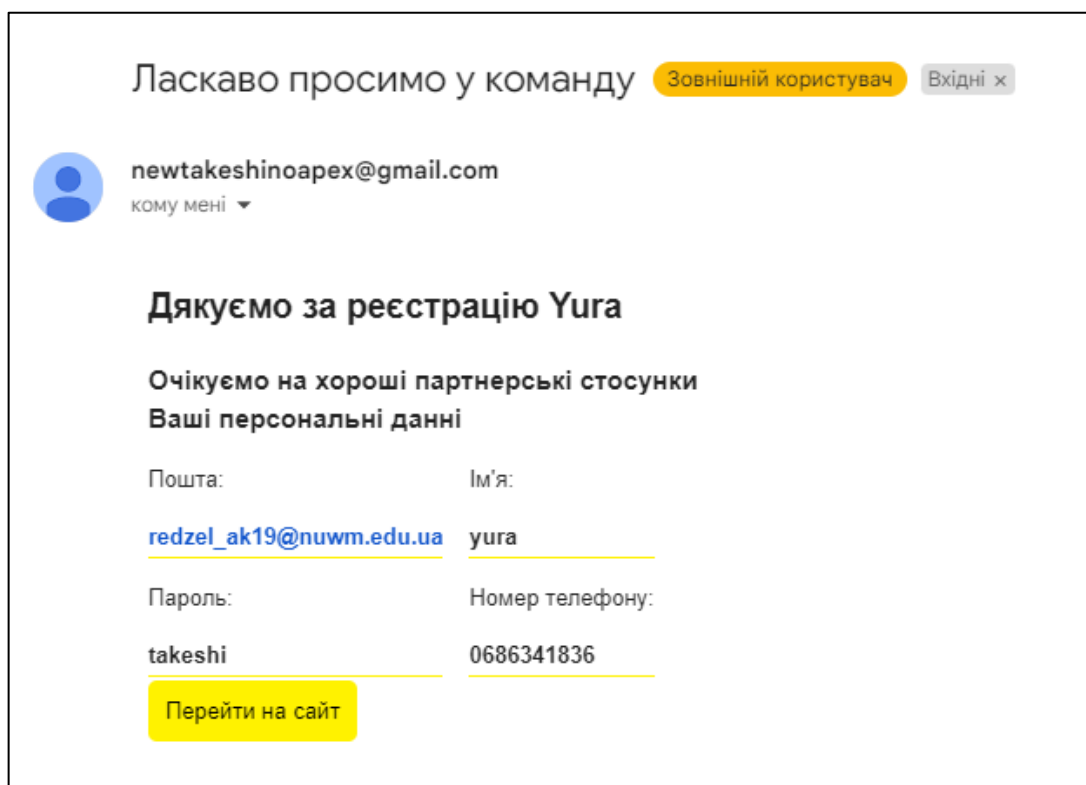 Ласкаво просимо у команду Зовнішній користувач Вхідні ×
newtakeshinoapex@gmail.com
кому мені
Дякуємо за реєстрацію Yura
Очікуємо на хороші партнерські стосунки
Ваші персональні данні
Пошта: Ім'я:
redzel_ak19@nuwm.edu.ua yura
Пароль: Номер телефону:
takeshi 0686341836
Перейти на сайт